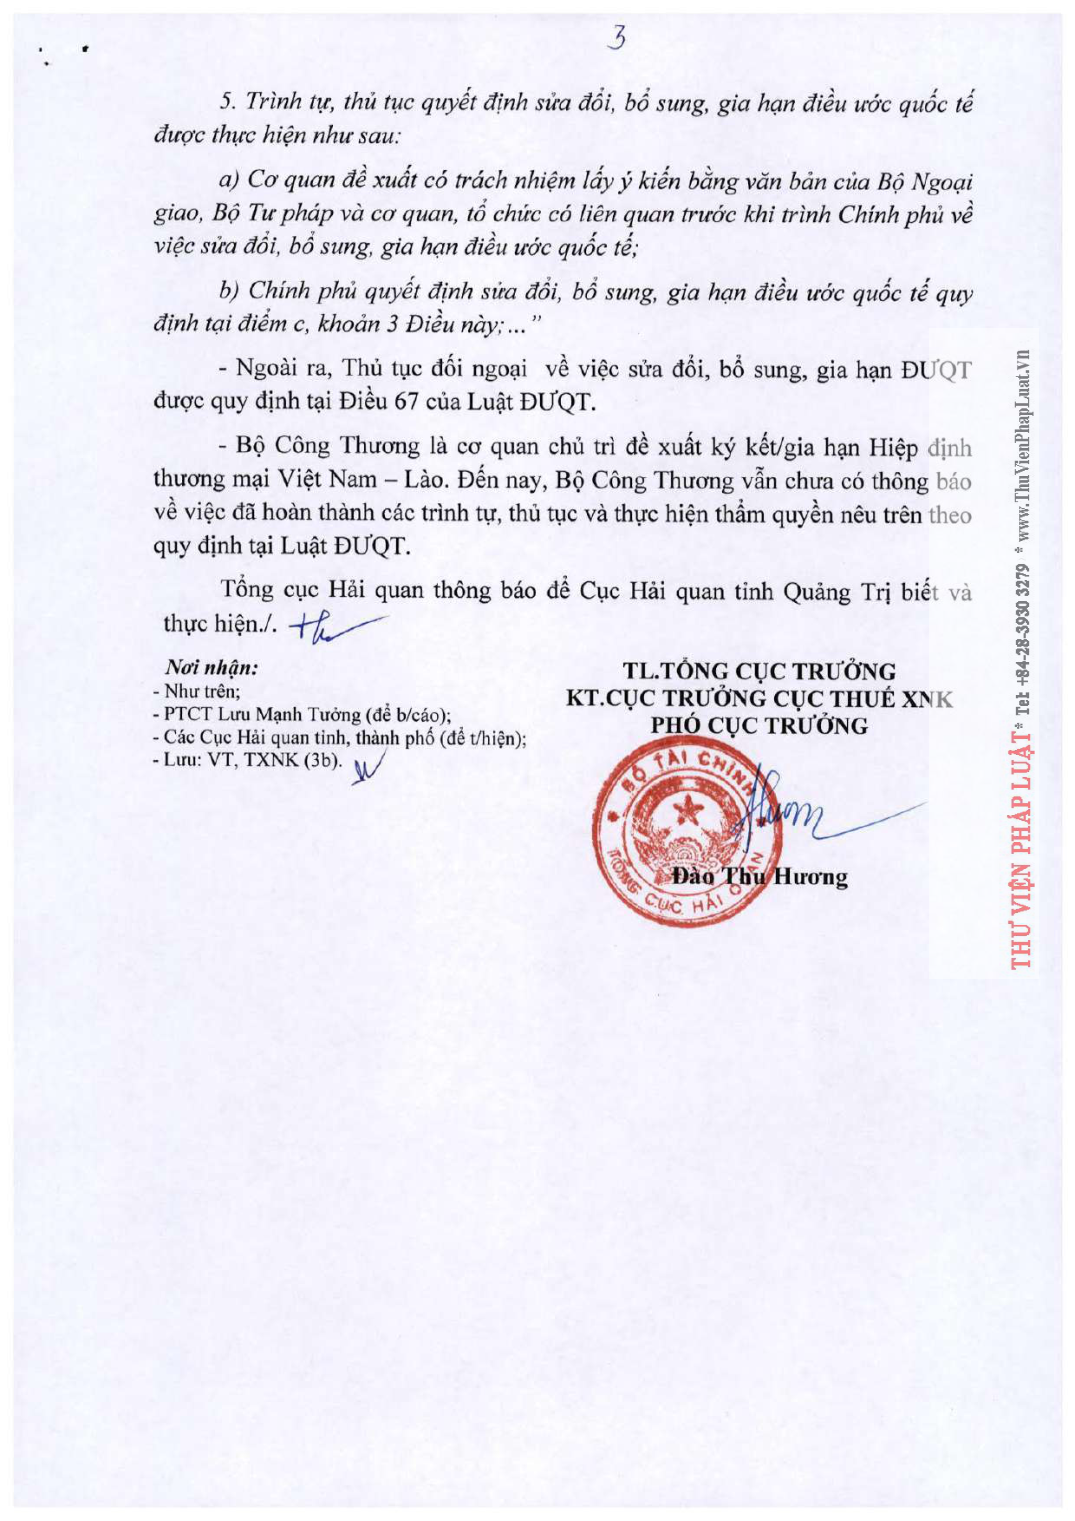 3
5. Trình tự, thủ tục quyết định sửa đổi, bổ sung, gia hạn điều ước quốc tế
được thực hiện như sau:
a) Cơ quan đề xuất có trách nhiệm lấy ý kiến bằng văn bản của Bộ Ngoại
giao, Bộ Tư pháp và cơ quan, tổ chức có liên quan trước khi trình Chính phủ về
việc sửa đổi, bổ sung, gia hạn điều ước quốc tế;
b) Chính phủ quyết định sửa đổi, bổ sung, gia hạn điều ước quốc tế quy
định tại điểm c, khoản 3 Điều này;..."
- Ngoài ra, Thủ tục đối ngoại về việc sửa đổi, bổ sung, gia hạn ĐƯQT
được quy định tại Điều 67 của Luật ĐƯQT.
- Bộ Công Thương là cơ quan chủ trì đề xuất ký kết/gia hạn Hiệp định
thương mại Việt Nam – Lào. Đến nay, Bộ Công Thương vẫn chưa có thông báo
về việc đã hoàn thành các trình tự, thủ tục và thực hiện thẩm quyền nêu trên theo
quy định tại Luật ĐƯQT.
Tổng cục Hải quan thông báo để Cục Hải quan tỉnh Quảng Trị biết và
thực hiện./.
Nơi nhận:
- Như trên;
- PTCT Lưu Mạnh Tưởng (để b/cáo);
- Các Cục Hải quan tỉnh, thành phố (để t/hiện);
- Lưu: VT, TXNK (3b).
TL.TỔNG CỤC TRƯỞNG
KT.CỤC TRƯỞNG CỤC THUẾ XNK
PHÓ CỤC TRƯỞNG
BỘ TÀI CHÍNH
TỔNG CỤC HẢI QUAN
Đào Thu Hương
THƯ VIỆN PHÁP LUẬT * Tel: +84-28-3930 3279 * www.ThuVienPhapLuat.vn